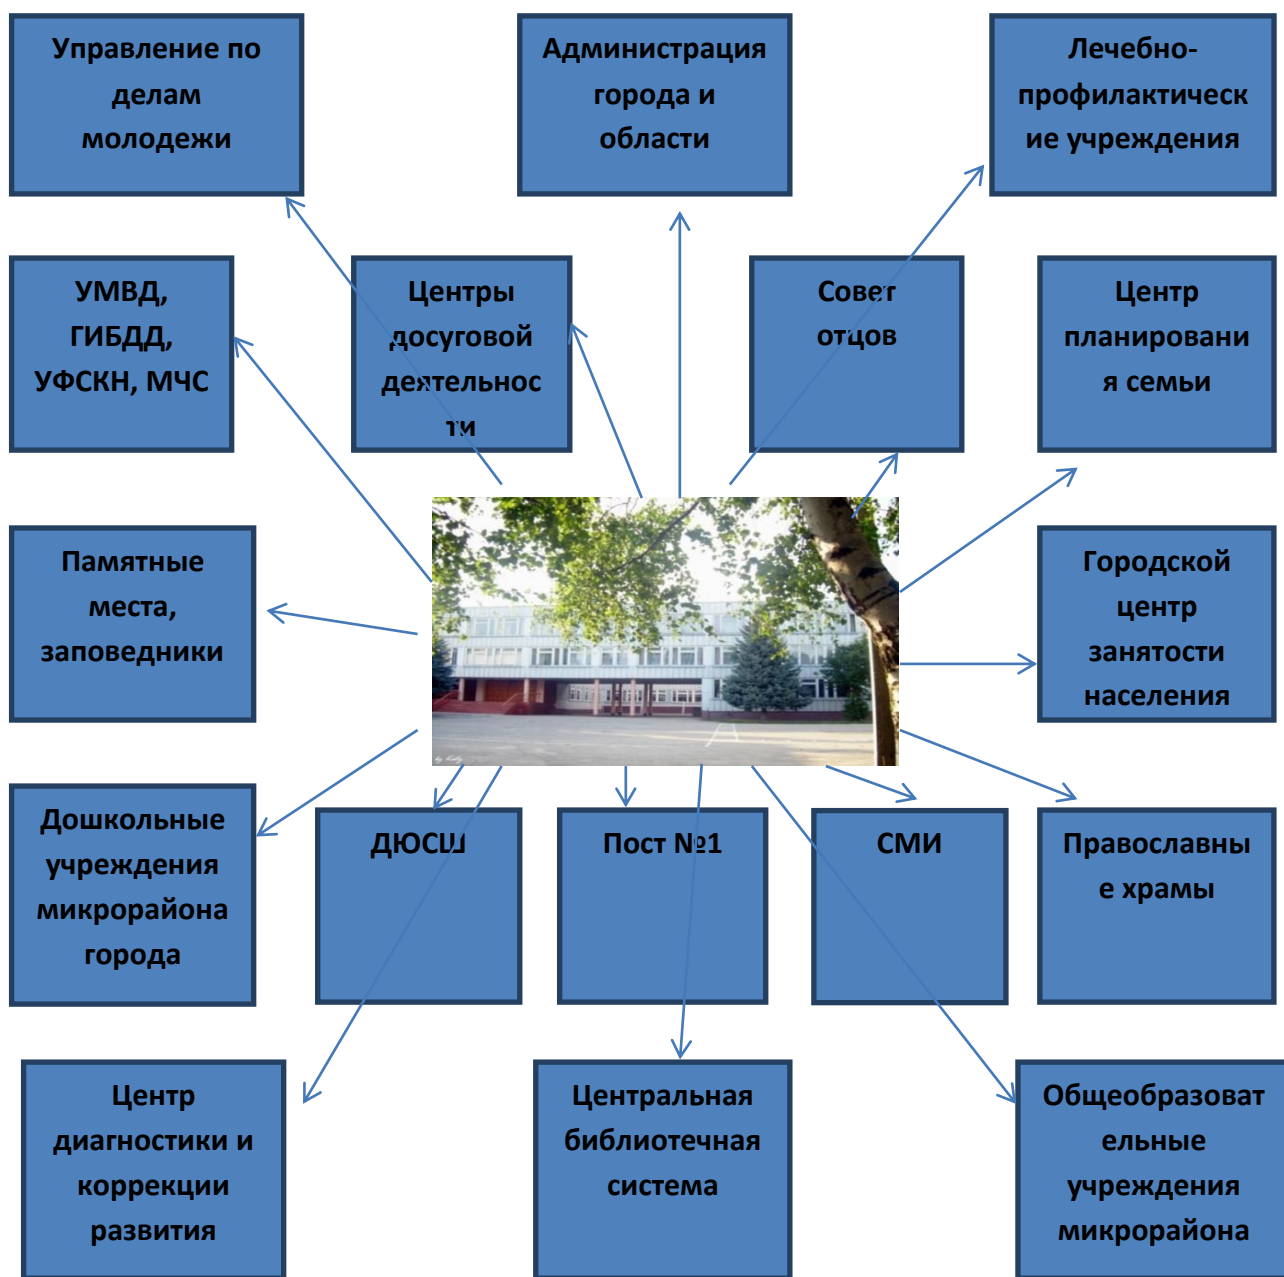 Управление по
делам
молодежи
Администрация
города и
области
Лечебно-
профилактическ
ие учреждения
УМВД,
ГИБДД,
УФСКН, МЧС
Центры
досуговой
деятельнос
ти
Совет
отцов
Центр
планировани
я семьи
Памятные
места,
заповедники
Городской
центр
занятости
населения
Дошкольные
учреждения
микрорайона
города
ДЮСШ
Пост №1
СМИ
Православны
е храмы
Центр
диагностики и
коррекции
развития
Центральная
библиотечная
система
Общеобразоват
ельные
учреждения
микрорайона